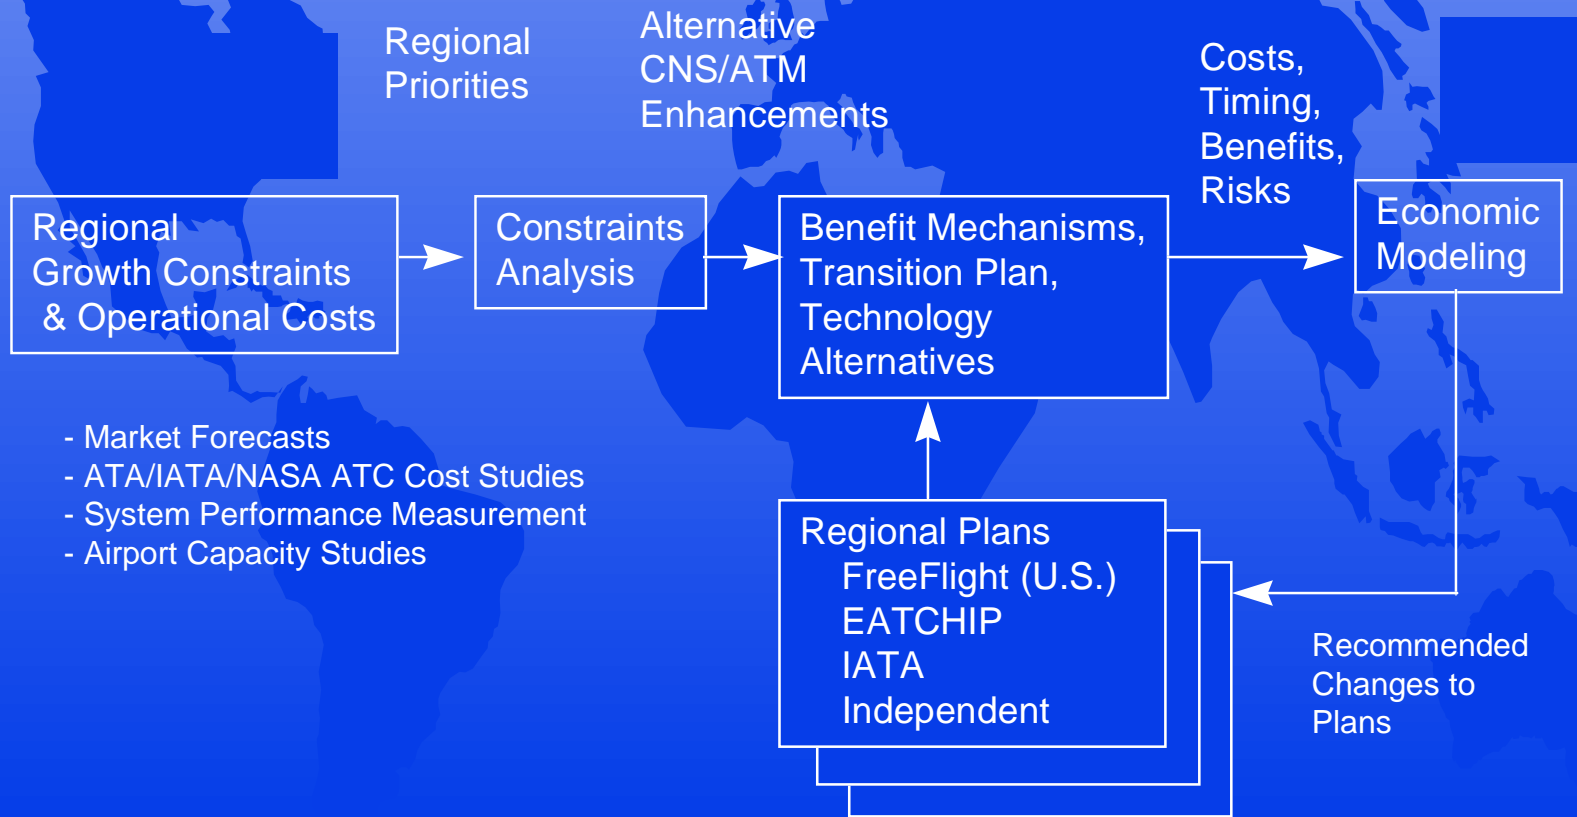 Regional
Priorities
Alternative
CNS/ATM
Enhancements
Costs,
Timing,
Benefits,
Risks
Regional
Growth Constraints
& Operational Costs
Constraints
Analysis
Benefit Mechanisms,
Transition Plan,
Technology
Alternatives
Economic
Modeling
- Market Forecasts
- ATA/IATA/NASA ATC Cost Studies
- System Performance Measurement
- Airport Capacity Studies
Regional Plans
FreeFlight (U.S.)
EATCHIP
IATA
Independent
Recommended
Changes to
Plans